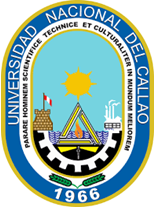 UNIVERSIDAD NACIONAL DEL CALLAO
PARARE HOMINEM SCIENTIFICE TECHNICE ET CULTURALITER IN MUNDUM MELIOREM
1966